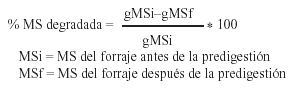 % MS degradada = gMSi–gMSf * 100
gMSi
MSi = MS del forraje antes de la predigestión
MSf = MS del forraje después de la predigestión